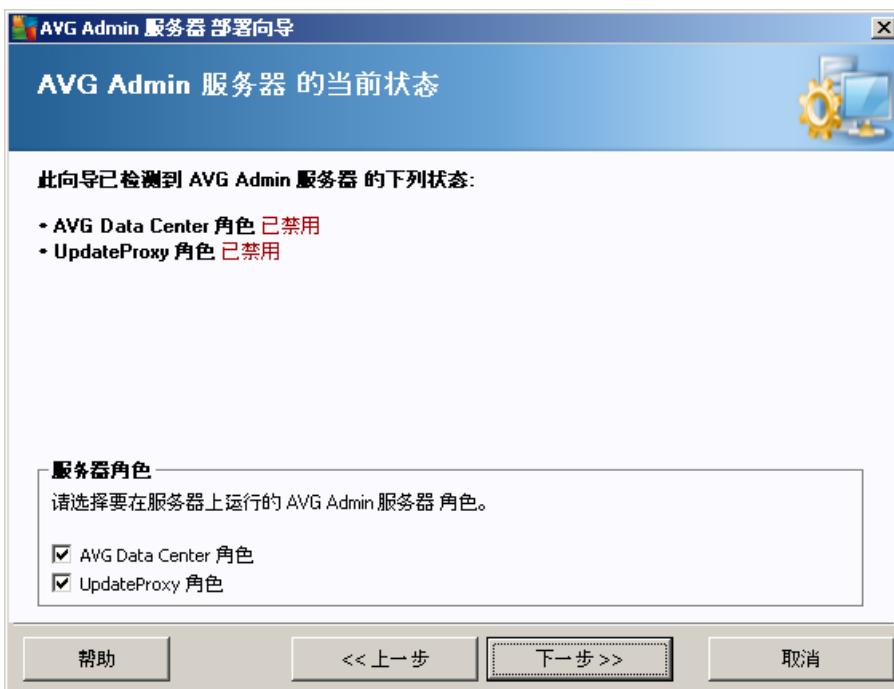 AVG Admin 服务器 部署向导
AVG Admin 服务器 的当前状态
此向导已检测到 AVG Admin 服务器 的下列状态:
• AVG Data Center 角色 已禁用
• UpdateProxy 角色 已禁用
服务器角色
请选择要在服务器上运行的 AVG Admin 服务器 角色。
AVG Data Center 角色
UpdateProxy 角色
帮助
<< 上一步
下一步 >>
取消